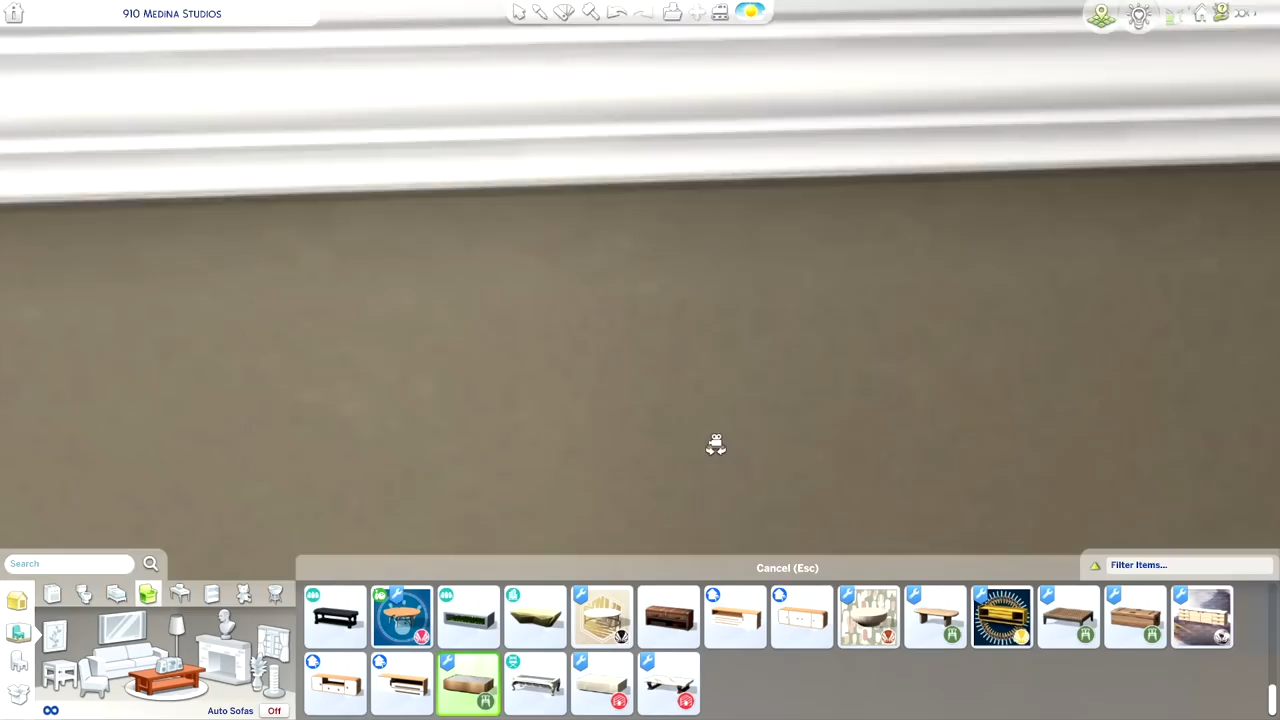 910 Medina Studios
Search
Cancel (Esc)
Filter Items...
Auto Sofas
Off